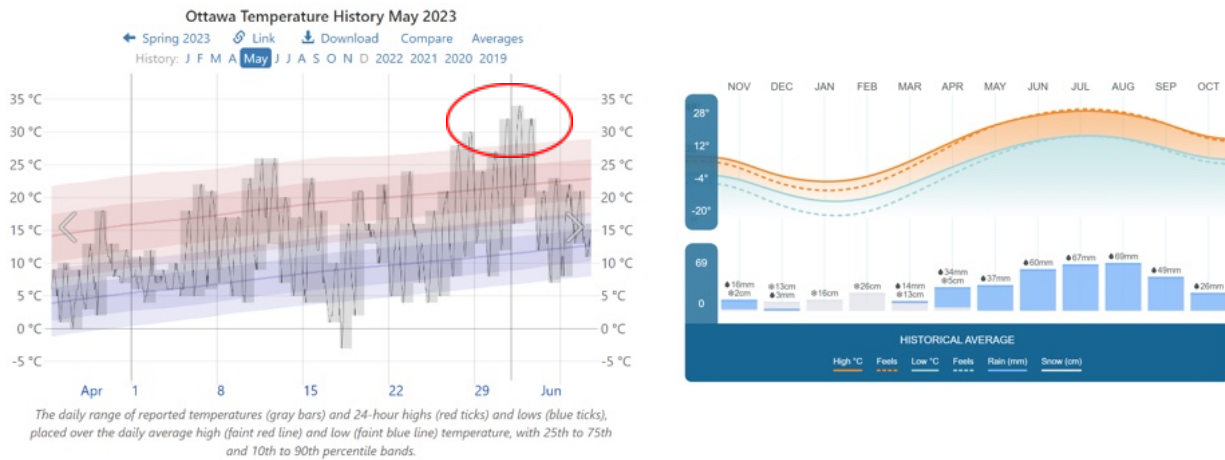 Ottawa Temperature History May 2023
Spring 2023 Link Download Compare Averages
History: J F M A May J J A S O N D 2022 2021 2020 2019
35 °C 35 °C
30 °C 30 °C
25 °C 25 °C
20 °C 20 °C
15 °C 15 °C
10 °C 10 °C
5 °C 5 °C
0 °C 0 °C
-5 °C -5 °C
Apr 1 8 15 22 29 Jun
The daily range of reported temperatures (gray bars) and 24-hour highs (red ticks) and lows (blue ticks),
placed over the daily average high (faint red line) and low (faint blue line) temperature, with 25th to 75th
and 10th to 90th percentile bands.
NOV DEC JAN FEB MAR APR MAY JUN JUL AUG SEP OCT
28°
12°
-4°
-20°
69
0
16mm
2cm
13cm
3mm
16cm
26cm
14mm
13cm
34mm
5cm
37mm
60mm
67mm
69mm
49mm
26mm
HISTORICAL AVERAGE
High °C Feels Low °C Feels Rain (mm) Snow (cm)